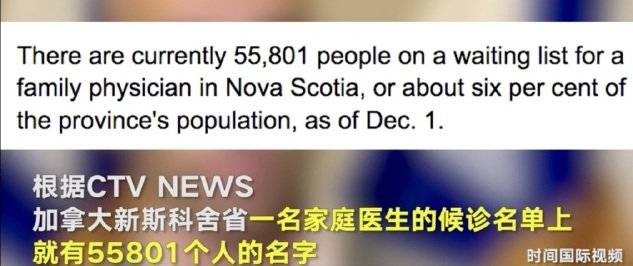 There are currently 55,801 people on a waiting list for a
family physician in Nova Scotia, or about six per cent of
the province's population, as of Dec. 1.
根据CTV NEWS
加拿大新斯科舍省一名家庭医生的候诊名单上
就有55801个人的名字
时间国际视频